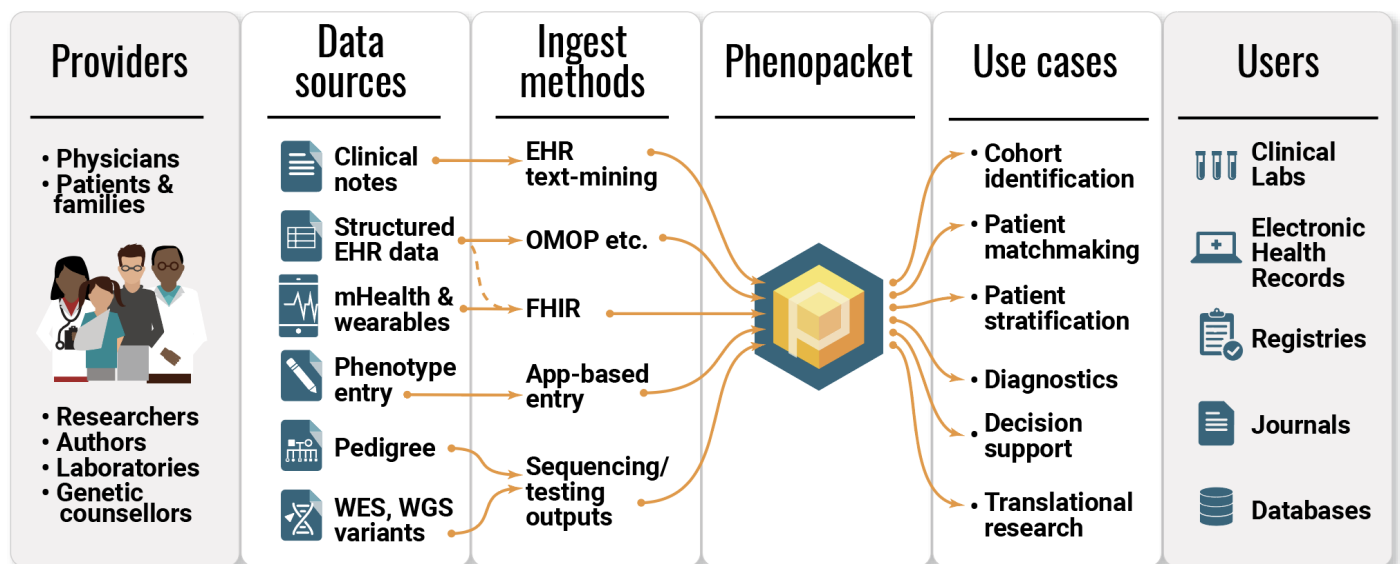 Providers
• Physicians
• Patients &
families
• Researchers
• Authors
• Laboratories
• Genetic
counsellors
Data
sources
Clinical
notes
Structured
EHR data
mHealth &
wearables
Phenotype
entry
Pedigree
WES, WGS
variants
Ingest
methods
EHR
text-mining
OMOP etc.
FHIR
App-based
entry
Sequencing/
testing
outputs
Phenopacket
Use cases
• Cohort
identification
• Patient
matchmaking
• Patient
stratification
• Diagnostics
• Decision
support
• Translational
research
Users
Clinical
Labs
Electronic
Health
Records
Registries
Journals
Databases